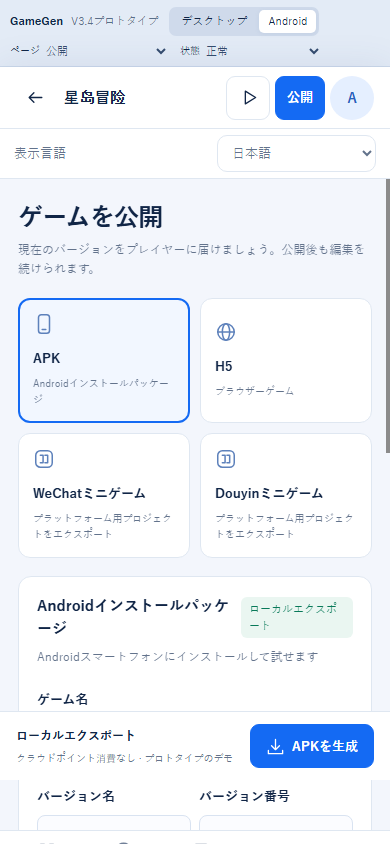 GameGen V3.4プロトタイプ デスクトップ Android
ページ 公開 状態 正常
星岛冒险 公開 A
表示言語 日本語
ゲームを公開
現在のバージョンをプレイヤーに届けましょう。公開後も編集を
続けられます。
APK
Androidインストールパッケー
ジ
H5
ブラウザーゲーム
WeChatミニゲーム
プラットフォーム用プロジェク
トをエクスポート
Douyinミニゲーム
プラットフォーム用プロジェク
トをエクスポート
Androidインストールパッケ
ージ
ローカルエクスポ
ート
Androidスマートフォンにインストールして試せます
ゲーム名
ローカルエクスポート
クラウドポイント消費なし · プロトタイプのデモ
APKを生成
バージョン名 バージョン番号